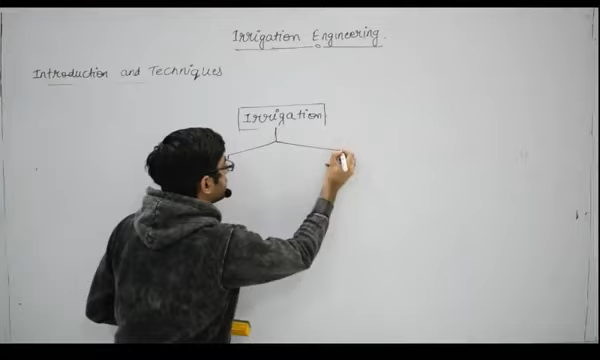 Irrigation Engineering.
Introduction and Techniques
Irrigation